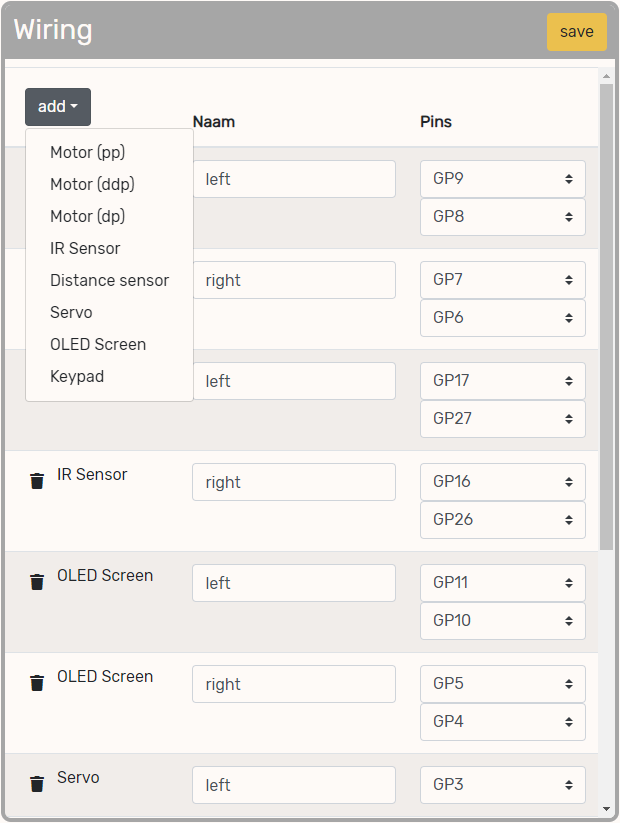 Wiring
save
add
Naam
Pins
Motor (pp)
Motor (ddp)
Motor (dp)
IR Sensor
Distance sensor
Servo
OLED Screen
Keypad
left
GP9
GP8
right
GP7
GP6
left
GP17
GP27
IR Sensor
right
GP16
GP26
OLED Screen
left
GP11
GP10
OLED Screen
right
GP5
GP4
Servo
left
GP3